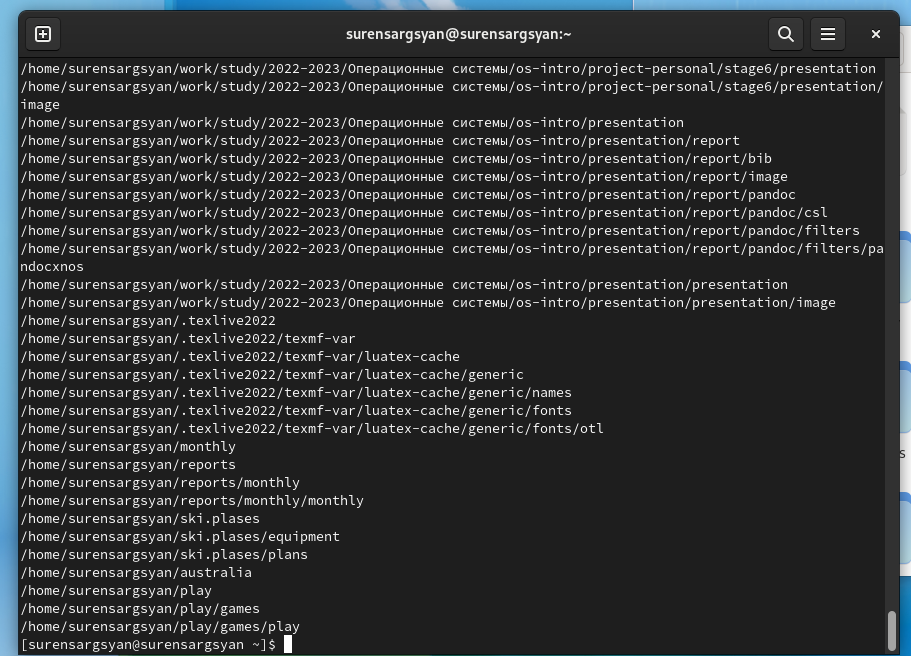 surensargsyan@surensargsyan:~
/home/surensargsyan/work/study/2022-2023/Операционные системы/os-intro/project-personal/stage6/presentation
/home/surensargsyan/work/study/2022-2023/Операционные системы/os-intro/project-personal/stage6/presentation/
image
/home/surensargsyan/work/study/2022-2023/Операционные системы/os-intro/presentation
/home/surensargsyan/work/study/2022-2023/Операционные системы/os-intro/presentation/report
/home/surensargsyan/work/study/2022-2023/Операционные системы/os-intro/presentation/report/bib
/home/surensargsyan/work/study/2022-2023/Операционные системы/os-intro/presentation/report/image
/home/surensargsyan/work/study/2022-2023/Операционные системы/os-intro/presentation/report/pandoc
/home/surensargsyan/work/study/2022-2023/Операционные системы/os-intro/presentation/report/pandoc/csl
/home/surensargsyan/work/study/2022-2023/Операционные системы/os-intro/presentation/report/pandoc/filters
/home/surensargsyan/work/study/2022-2023/Операционные системы/os-intro/presentation/report/pandoc/filters/pa
ndocxnos
/home/surensargsyan/work/study/2022-2023/Операционные системы/os-intro/presentation/presentation
/home/surensargsyan/work/study/2022-2023/Операционные системы/os-intro/presentation/presentation/image
/home/surensargsyan/.texlive2022
/home/surensargsyan/.texlive2022/texmf-var
/home/surensargsyan/.texlive2022/texmf-var/luatex-cache
/home/surensargsyan/.texlive2022/texmf-var/luatex-cache/generic
/home/surensargsyan/.texlive2022/texmf-var/luatex-cache/generic/names
/home/surensargsyan/.texlive2022/texmf-var/luatex-cache/generic/fonts
/home/surensargsyan/.texlive2022/texmf-var/luatex-cache/generic/fonts/otl
/home/surensargsyan/monthly
/home/surensargsyan/reports
/home/surensargsyan/reports/monthly
/home/surensargsyan/reports/monthly/monthly
/home/surensargsyan/ski.plases
/home/surensargsyan/ski.plases/equipment
/home/surensargsyan/ski.plases/plans
/home/surensargsyan/australia
/home/surensargsyan/play
/home/surensargsyan/play/games
/home/surensargsyan/play/games/play
[surensargsyan@surensargsyan ~]$